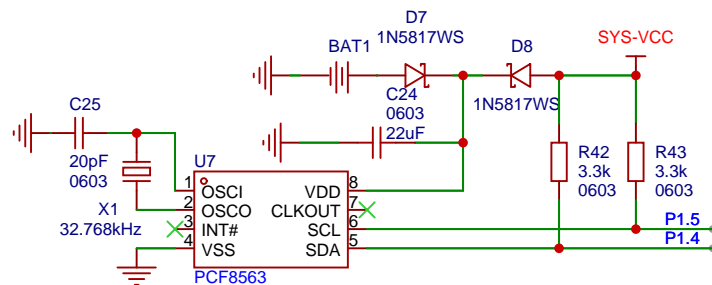 D7
1N5817WS
BAT1
D8
SYS-VCC
1N5817WS
C24
0603
22uF
C25
20pF
0603
X1
32.768kHz
U7
1 OSCI VDD 8
2 OSCO CLKOUT 7
3 INT# SCL 6
4 VSS SDA 5
PCF8563
R42
3.3k
0603
R43
3.3k
0603
P1.5
P1.4